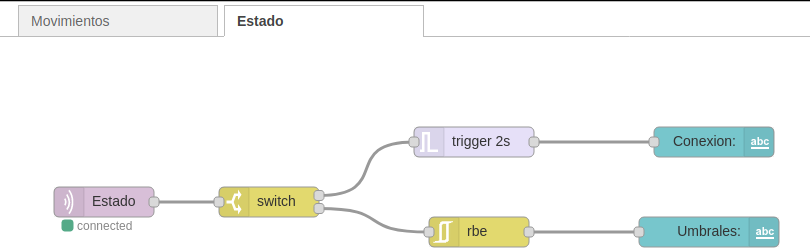 Movimientos
Estado
trigger 2s
Conexion:
abc
Estado
connected
switch
rbe
Umbrales:
abc